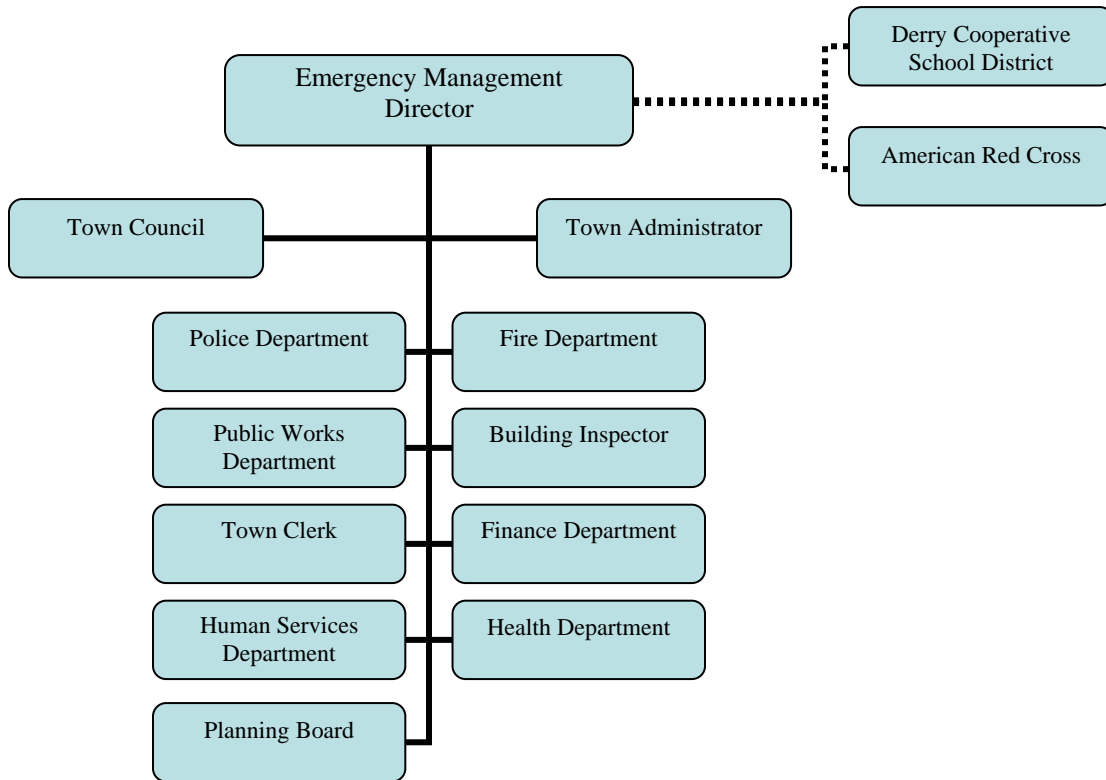 Derry Cooperative
School District
Emergency Management
Director
American Red Cross
Town Council
Town Administrator
Police Department
Fire Department
Public Works
Department
Building Inspector
Town Clerk
Finance Department
Human Services
Department
Health Department
Planning Board